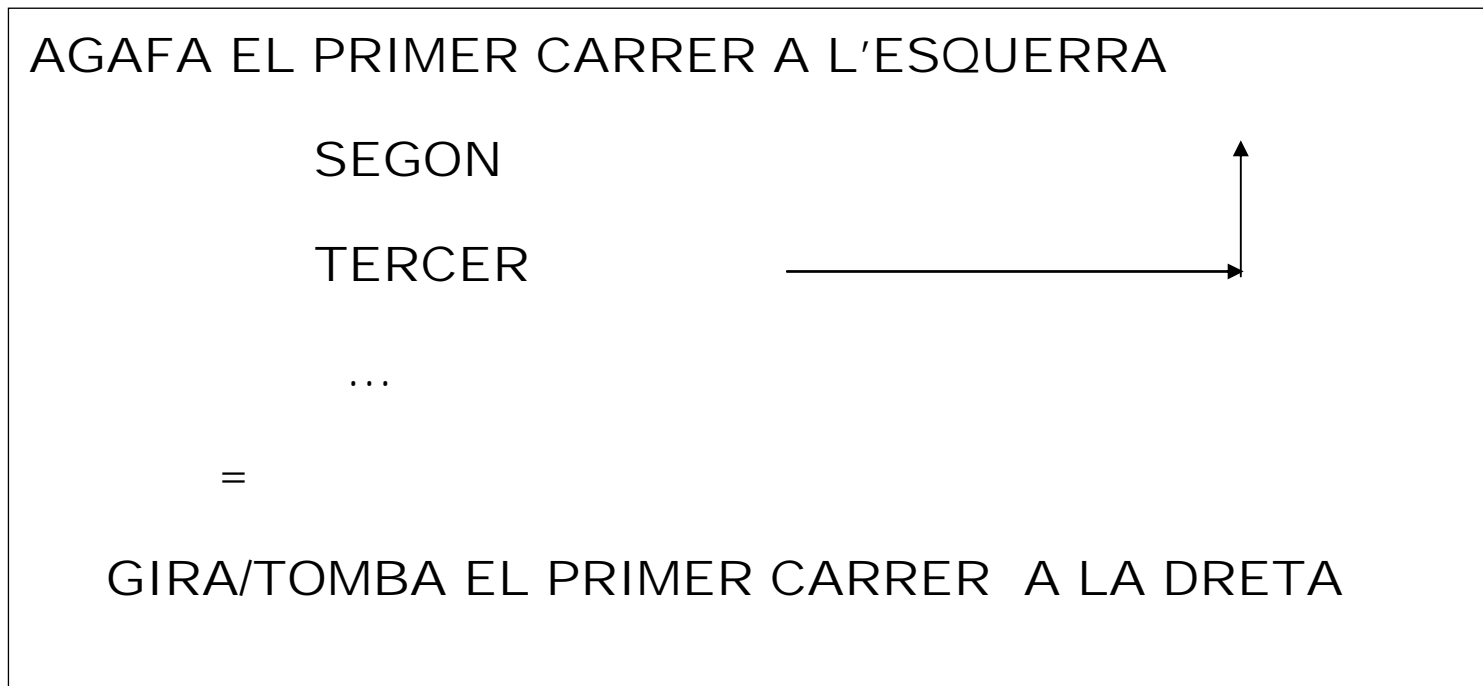 AGAFA EL PRIMER CARRER A L'ESQUERRA
SEGON
TERCER
...
=
GIRA/TOMBA EL PRIMER CARRER A LA DRETA